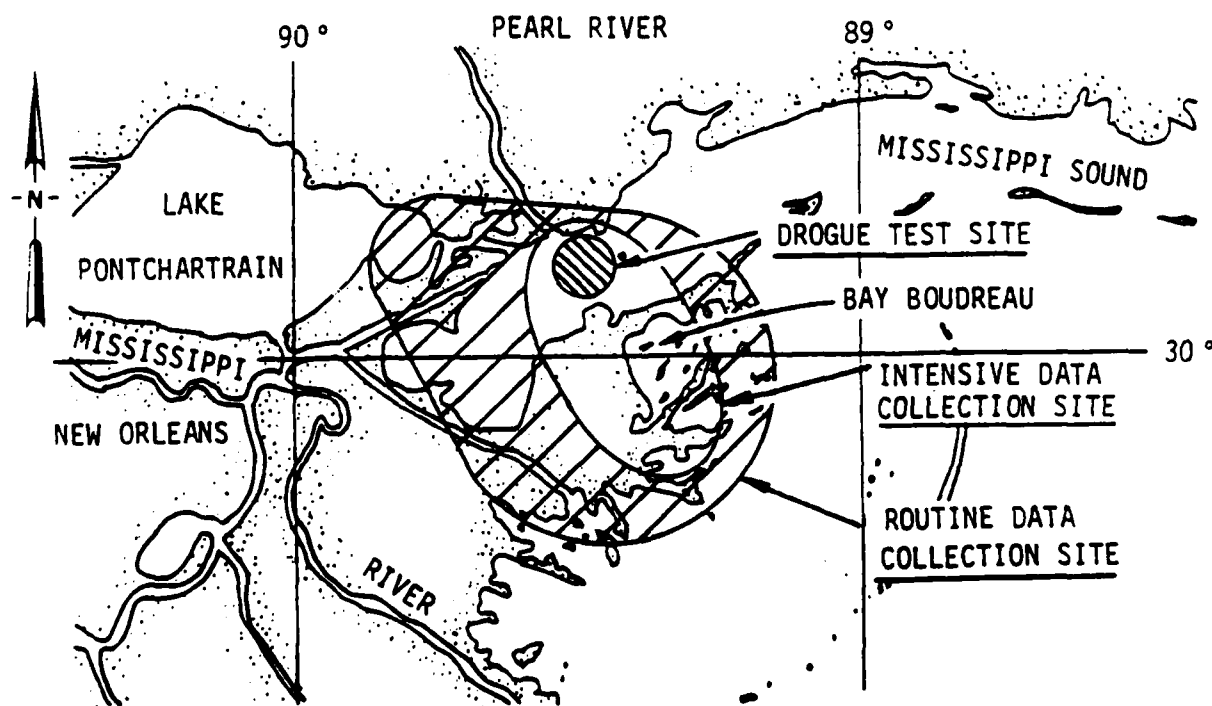 PEARL RIVER
90°
89°
MISSISSIPPI SOUND
-N-
LAKE
PONTCHARTRAIN
DROGUE TEST SITE
BAY BOUDREAU
MISSISSIPPI
30°
INTENSIVE DATA
COLLECTION SITE
NEW ORLEANS
ROUTINE DATA
COLLECTION SITE
RIVER